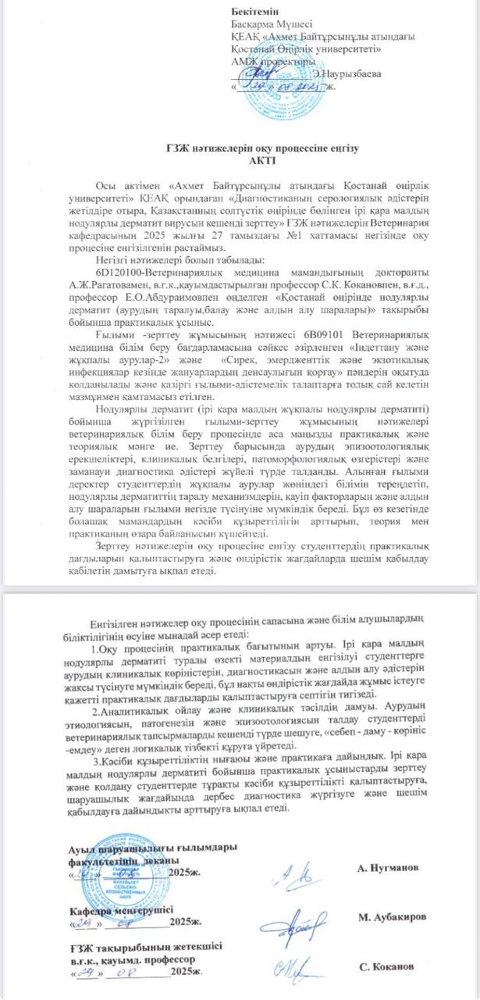 Бекітемін
Басқарма Мүшесі
ҚЕАҚ «Ахмет Байтұрсынұлы атындағы
Қостанай Өңірлік университеті»
АМЖ проректоры
Э.Наурызбаева
« 29 » 08 2025 ж.
ҒЗЖ нәтижелерін оқу процессіне еңгізу
АКТІ
Осы актімен «Ахмет Байтұрсынұлы атындағы Қостанай өңірлік
университеті» ҚЕАҚ орындаған «Диагностиканың серологиялық әдістерін
жетілдіре отыра, Қазақстанның солтүстік өңірінде бөлінген ірі қара малдың
нодулярлы дерматит вирусын кешенді зерттеу» ҒЗЖ нәтижелерін Ветеринария
кафедрасының 2025 жылғы 27 тамыздағы №1 хаттамасы негізінде оқу
процесіне енгізілгенін растаймыз.
Негізгі нәтижелері болып табылады:
6D120100-Ветеринариялық медицина мамандығының докторанты
А.Ж.Рагатовамен, в.ғ.к.,қауымдастырылған профессор С.К. Кокановпен, в.ғ.д.,
профессор Е.О.Абдураимовпен өңделген «Қостанай өңірінде нодулярлы
дерматит (аурудың таралуы,балау және алдын алу шаралары)» тақырыбы
бойынша практикалық ұсыныс.
Ғылыми -зерттеу жұмысының нәтижесі 6В09101 Ветеринариялық
медицина білім беру бағдарламасына сәйкес әзірленген «Індеттану және
жұқпалы аурулар-2» және «Сирек, эмердженттік және экзотикалық
инфекциялар кезінде жануарлардың денсаулығын қорғау» пәндерін оқытуда
қолданылады және қазіргі ғылыми-әдістемелік талаптарға толық сай келетін
мазмұнмен қамтамасыз етілген.
Нодулярлы дерматит (ірі қара малдың жұқпалы нодулярлы дерматиті)
бойынша жүргізілген ғылыми-зерттеу жұмысының нәтижелері
ветеринариялық білім беру процесінде аса маңызды практикалық және
теориялық мәнге ие. Зерттеу барысында аурудың эпизоотологиялық
ерекшеліктері, клиникалық белгілері, патоморфологиялық өзгерістері және
заманауи диагностика әдістері жүйелі түрде талданды. Алынған ғылыми
деректер студенттердің жұқпалы аурулар жөніндегі білімін тереңдетіп,
нодулярлы дерматиттің таралу механизмдерін, қауіп факторларын және алдын
алу шараларын ғылыми негізде түсінуіне мүмкіндік береді. Бұл өз кезегінде
болашақ мамандардың кәсіби құзыреттілігін арттырып, теория мен
практиканың өзара байланысын күшейтеді.
Зерттеу нәтижелерін оқу процесіне енгізу студенттердің практикалық
дағдыларын қалыптастыруға және өндірістік жағдайларда шешім қабылдау
қабілетін дамытуға ықпал етеді.
Енгізілген нәтижелер оқу процесінің сапасына және білім алушылардың
біліктілігінің өсуіне мынадай әсер етеді:
1.Оқу процесінің практикалық бағытының артуы. Ірі қара малдың
нодулярлы дерматиті туралы өзекті материалдың енгізілуі студенттерге
аурудың клиникалық көріністерін, диагностикасын және алдын алу әдістерін
жақсы түсінуге мүмкіндік береді, бұл нақты өндірістік жағдайда жұмыс істеуге
қажетті практикалық дағдыларды қалыптастыруға септігін тигізеді.
2.Аналитикалық ойлау және клиникалық тәсілдің дамуы. Аурудың
этиологиясын, патогенезін және эпизоотологиясын талдау студенттерді
ветеринариялық тапсырмаларды кешенді түрде шешуге, «себеп - даму - көрініс
-емдеу» деген логикалық тізбекті құруға үйретеді.
3.Кәсіби құзыреттіліктің нығаюы және практикаға дайындық. Ірі қара
малдың нодулярлы дерматиті бойынша практикалық ұсыныстарды зерттеу
және қолдану студенттерде тұрақты кәсіби құзыреттілікті қалыптастыруға,
шаруашылық жағдайында дербес диагностика жүргізуге және шешім
қабылдауға дайындықты арттыруға ықпал етеді.
Ауыл шаруашылығы ғылымдары
факультетінің деканы
« 29 » 08 2025ж.
А. Нугманов
ФАКУЛЬТЕТ
СЕЛЬСКО-
ХОЗЯЙСТВЕННЫХ
НАУК
Кафедра меңгерушісі
« 29 » 08 2025ж.
М. Аубакиров
ҒЗЖ тақырыбының жетекшісі
в.ғ.к., қауымд. профессор
« 29 » 08 2025ж.
С. Коканов